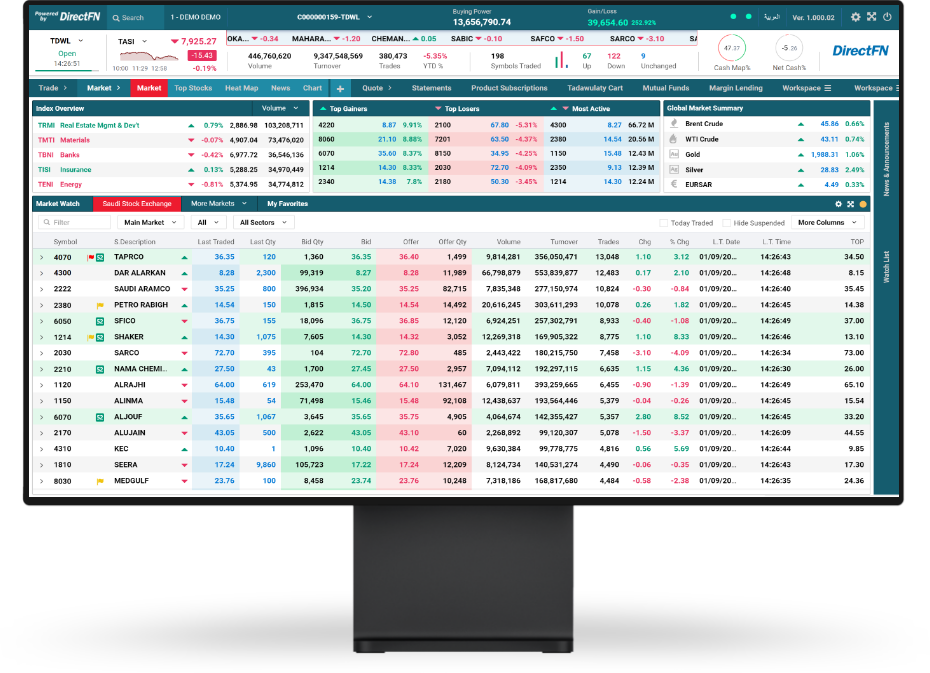 Powered by DirectFN Search 1 - DEMO DEMO C000000159-TDWL Buying Power 13,656,790.74 Gain/Loss 39,654.60 252.92% العربية Ver. 1.000.02
TDWL Open 14:26:51
TASI 7,925.27 -15.43 -0.19% 10:00 11:29 12:58
OKA... -0.34 MAHARA... -1.20 CHEMAN... 0.05 SABIC -0.10 SAFCO -1.50 SARCO -3.10 SA
446,760,620 9,347,548,569 380,473 -5.35% 198 67 122 9
Volume Turnover Trades YTD % Symbols Traded Up Down Unchanged
47.37 Cash Map% -5.26 Net Cash% DirectFN
Trade Market Market Top Stocks Heat Map News Chart + Quote Statements Product Subscriptions Tadawulaty Cart Mutual Funds Margin Lending Workspace Workspace
Index Overview Volume
TRMI Real Estate Mgmt & Dev't 0.79% 2,886.98 103,208,711
TMTI Materials -0.07% 4,907.04 73,476,020
TBNI Banks -0.42% 6,977.72 36,546,136
TISI Insurance 0.13% 5,288.25 34,970,449
TENI Energy -0.81% 5,374.95 34,774,812
Top Gainers Top Losers Most Active
4220 8.87 9.91% 2100 67.80 -5.31% 4300 8.27 66.72 M
8060 21.10 8.88% 7201 63.50 -4.37% 2380 14.54 20.56 M
6070 35.60 8.37% 8150 34.95 -4.25% 1150 15.48 12.43 M
1214 14.30 8.33% 2030 72.70 -4.09% 2350 9.13 12.39 M
2340 14.38 7.8% 2180 50.30 -3.45% 1214 14.30 12.24 M
Global Market Summary
Brent Crude 45.86 0.66%
WTI Crude 43.11 0.74%
Au Gold 1,988.31 1.06%
Ag Silver 28.83 2.49%
€ EURSAR 4.49 0.33%
News & Announcements
Watch List
Market Watch Saudi Stock Exchange More Markets My Favorites
Filter Main Market All All Sectors Today Traded Hide Suspended More Columns
Symbol S.Description Last Traded Last Qty Bid Qty Bid Offer Offer Qty Volume Turnover Trades Chg % Chg L.T. Date L.T. Time TOP
4070 TAPRCO 36.35 120 1,360 36.35 36.40 1,499 9,814,281 356,050,471 13,048 1.10 3.12 01/09/20... 14:26:43 34.50
4300 DAR ALARKAN 8.28 2,300 99,319 8.27 8.28 11,989 66,798,879 553,839,877 12,483 0.17 2.10 01/09/20... 14:26:48 8.15
2222 SAUDI ARAMCO 35.25 800 396,934 35.20 35.25 82,715 7,835,348 277,150,974 10,824 -0.30 -0.84 01/09/20... 14:26:40 35.45
2380 PETRO RABIGH 14.54 150 1,815 14.50 14.54 14,492 20,616,245 303,611,293 10,078 0.26 1.82 01/09/20... 14:26:45 14.38
6050 SFICO 36.75 155 18,096 36.75 36.85 12,120 6,924,251 257,302,791 8,933 -0.40 -1.08 01/09/20... 14:26:49 37.00
1214 SHAKER 14.30 1,075 7,605 14.30 14.32 3,052 12,269,318 169,905,322 8,775 1.10 8.33 01/09/20... 14:26:46 13.10
2030 SARCO 72.70 395 104 72.70 72.80 485 2,443,922 180,215,750 7,458 -3.10 -4.09 01/09/20... 14:26:34 73.00
2210 NAMA CHEMI... 27.50 43 1,700 27.45 27.50 2,957 7,094,112 192,297,115 6,635 1.15 4.36 01/09/20... 14:26:30 26.00
1120 ALRAJHI 64.00 619 253,470 64.00 64.10 131,467 6,079,811 393,259,665 6,455 -0.90 -1.39 01/09/20... 14:26:49 65.10
1150 ALINMA 15.48 54 71,498 15.46 15.48 92,108 12,438,637 193,564,446 5,379 -0.04 -0.26 01/09/20... 14:26:45 15.54
6070 ALJOUF 35.65 1,067 3,645 35.65 35.75 4,905 4,064,674 142,355,427 5,357 2.80 8.52 01/09/20... 14:26:45 33.20
2170 ALUJAIN 43.05 500 2,622 43.05 43.10 60 2,268,892 99,120,307 5,078 -1.50 -3.37 01/09/20... 14:26:09 44.55
4310 KEC 10.40 1 1,096 10.40 10.42 7,020 9,630,384 99,778,775 4,816 0.56 5.69 01/09/20... 14:26:44 9.85
1810 SEERA 17.24 9,860 105,723 17.22 17.24 12,209 8,124,734 140,531,274 4,490 -0.06 -0.35 01/09/20... 14:26:43 17.30
8030 MEDGULF 23.76 100 8,458 23.74 23.76 10,248 7,318,186 168,817,680 4,484 -0.58 -2.38 01/09/20... 14:26:35 24.36